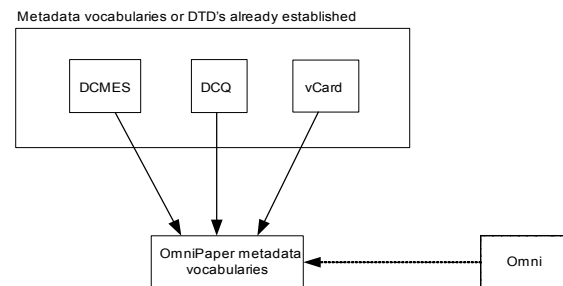 Metadata vocabularies or DTD's already established
DCMES
DCQ
vCard
OmniPaper metadata
vocabularies
Omni